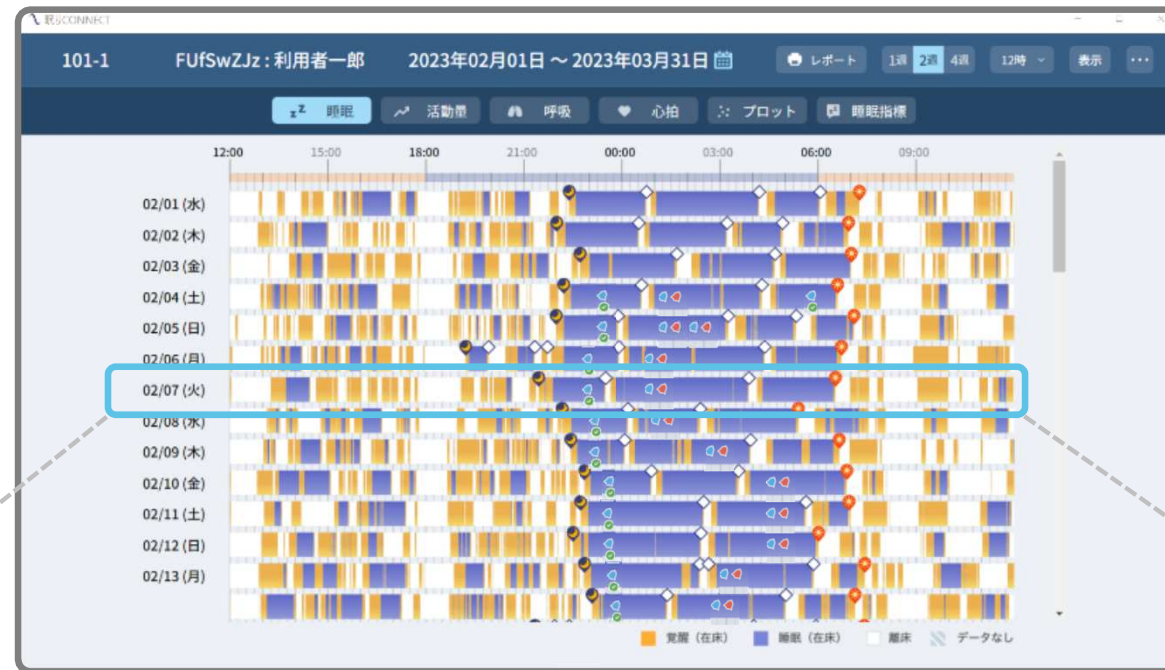 眠りCONNECT
101-1 FUfSwZJz : 利用者一郎 2023年02月01日 ～ 2023年03月31日 レポート 1週 2週 4週 12時 表示 ...
zZ 睡眠 活動量 呼吸 心拍 プロット 睡眠指標
12:00 15:00 18:00 21:00 00:00 03:00 06:00 09:00
02/01 (水)
02/02 (木)
02/03 (金)
02/04 (土)
02/05 (日)
02/06 (月)
02/07 (火)
02/08 (水)
02/09 (木)
02/10 (金)
02/11 (土)
02/12 (日)
02/13 (月)
覚醒（在床） 睡眠（在床） 離床 データなし